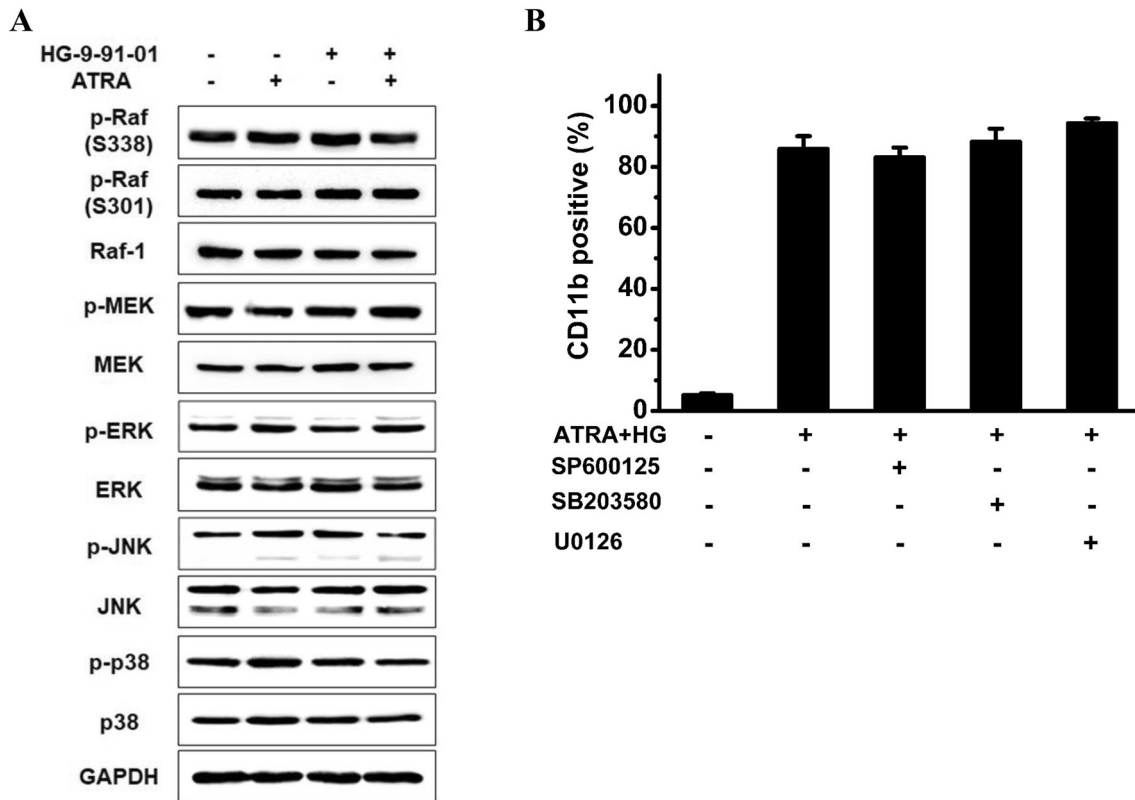 A
HG-9-91-01 - - + +
ATRA - + - +
p-Raf
(S338)
p-Raf
(S301)
Raf-1
p-MEK
MEK
p-ERK
ERK
p-JNK
JNK
p-p38
p38
GAPDH
B
CD11b positive (%)
100
80
60
40
20
0
ATRA+HG - + + + +
SP600125 - - + - -
SB203580 - - - + -
U0126 - - - - +